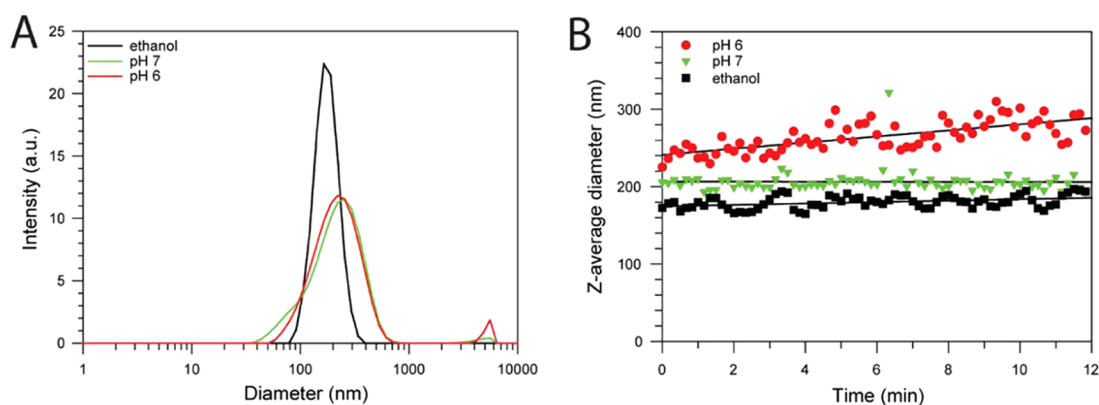 A
25
20
15
10
5
0
Intensity (a.u.)
ethanol
pH 7
pH 6
1 10 100 1000 10000
Diameter (nm)
B
400
300
200
100
0
Z-average diameter (nm)
pH 6
pH 7
ethanol
0 2 4 6 8 10 12
Time (min)